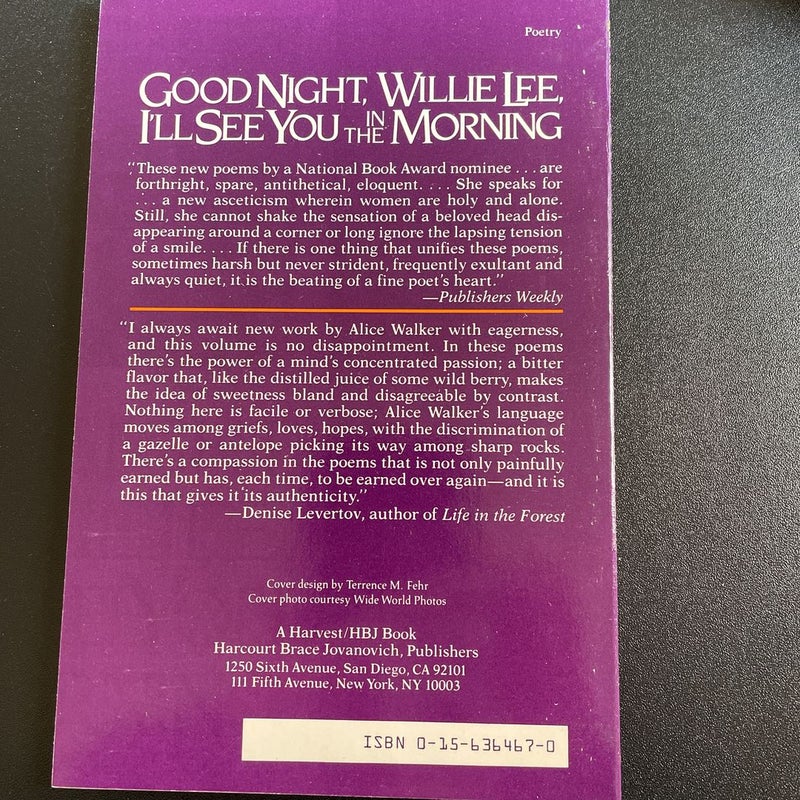 Poetry
GOOD NIGHT, WILLIE LEE,
I'LL SEE YOU IN THE MORNING
"These new poems by a National Book Award nominee . . . are
forthright, spare, antithetical, eloquent. . . . She speaks for
. . . a new asceticism wherein women are holy and alone.
Still, she cannot shake the sensation of a beloved head dis-
appearing around a corner or long ignore the lapsing tension
of a smile. . . . If there is one thing that unifies these poems,
sometimes harsh but never strident, frequently exultant and
always quiet, it is the beating of a fine poet's heart."
—Publishers Weekly
"I always await new work by Alice Walker with eagerness,
and this volume is no disappointment. In these poems
there's the power of a mind's concentrated passion; a bitter
flavor that, like the distilled juice of some wild berry, makes
the idea of sweetness bland and disagreeable by contrast.
Nothing here is facile or verbose; Alice Walker's language
moves among griefs, loves, hopes, with the discrimination of
a gazelle or antelope picking its way among sharp rocks.
There's a compassion in the poems that is not only painfully
earned but has, each time, to be earned over again—and it is
this that gives it its authenticity."
—Denise Levertov, author of Life in the Forest
Cover design by Terrence M. Fehr
Cover photo courtesy Wide World Photos
A Harvest/HBJ Book
Harcourt Brace Jovanovich, Publishers
1250 Sixth Avenue, San Diego, CA 92101
111 Fifth Avenue, New York, NY 10003
ISBN 0-15-636467-0